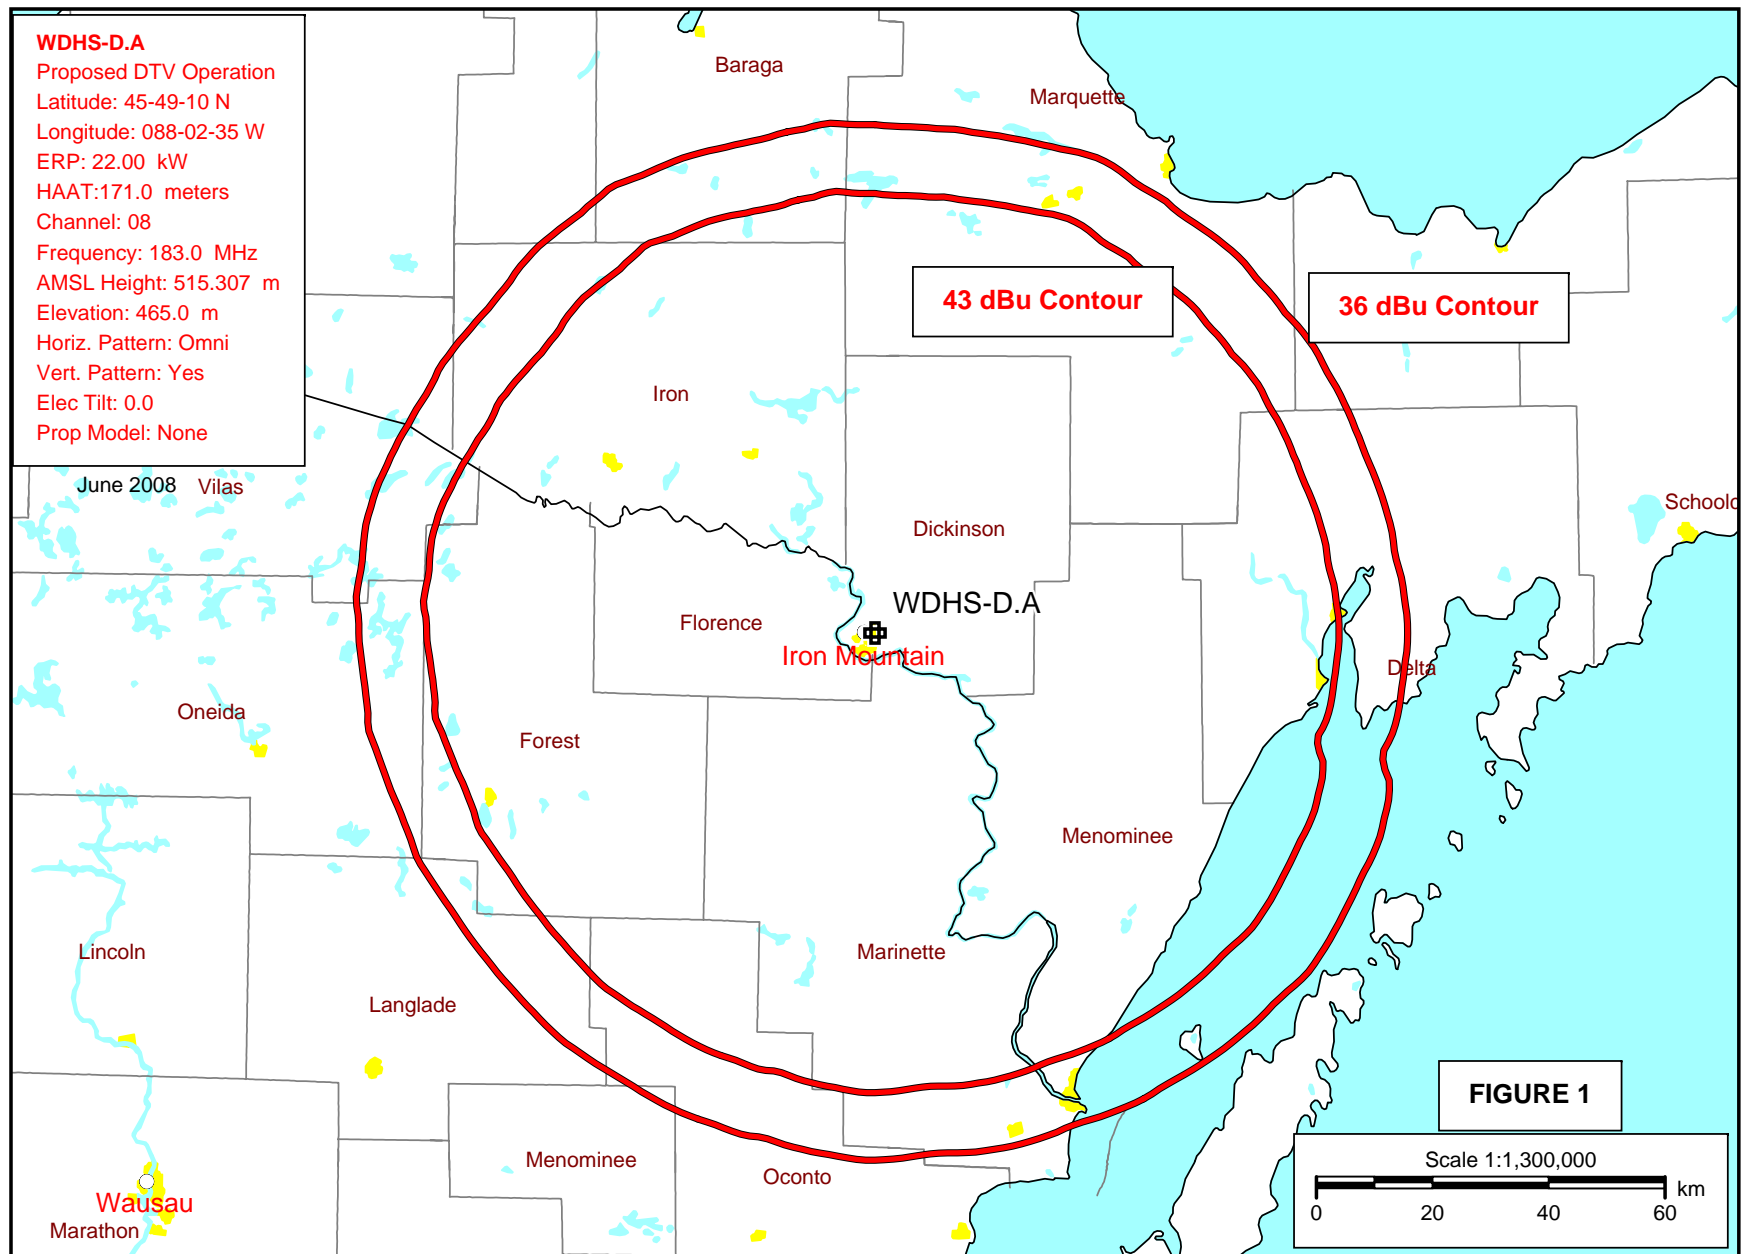 WDHS-D.A
Proposed DTV Operation
Latitude: 45-49-10 N
Longitude: 088-02-35 W
ERP: 22.00 kW
HAAT:171.0 meters
Channel: 08
Frequency: 183.0 MHz
AMSL Height: 515.307 m
Elevation: 465.0 m
Horiz. Pattern: Omni
Vert. Pattern: Yes
Elec Tilt: 0.0
Prop Model: None
June 2008
Baraga
Marquette
43 dBu Contour
36 dBu Contour
Iron
Vilas
Schoolc
Dickinson
WDHS-D.A
Florence
Iron Mountain
Delta
Oneida
Forest
Menominee
Lincoln
Marinette
Langlade
FIGURE 1
Menominee
Oconto
Wausau
Marathon
Scale 1:1,300,000
km
0 20 40 60